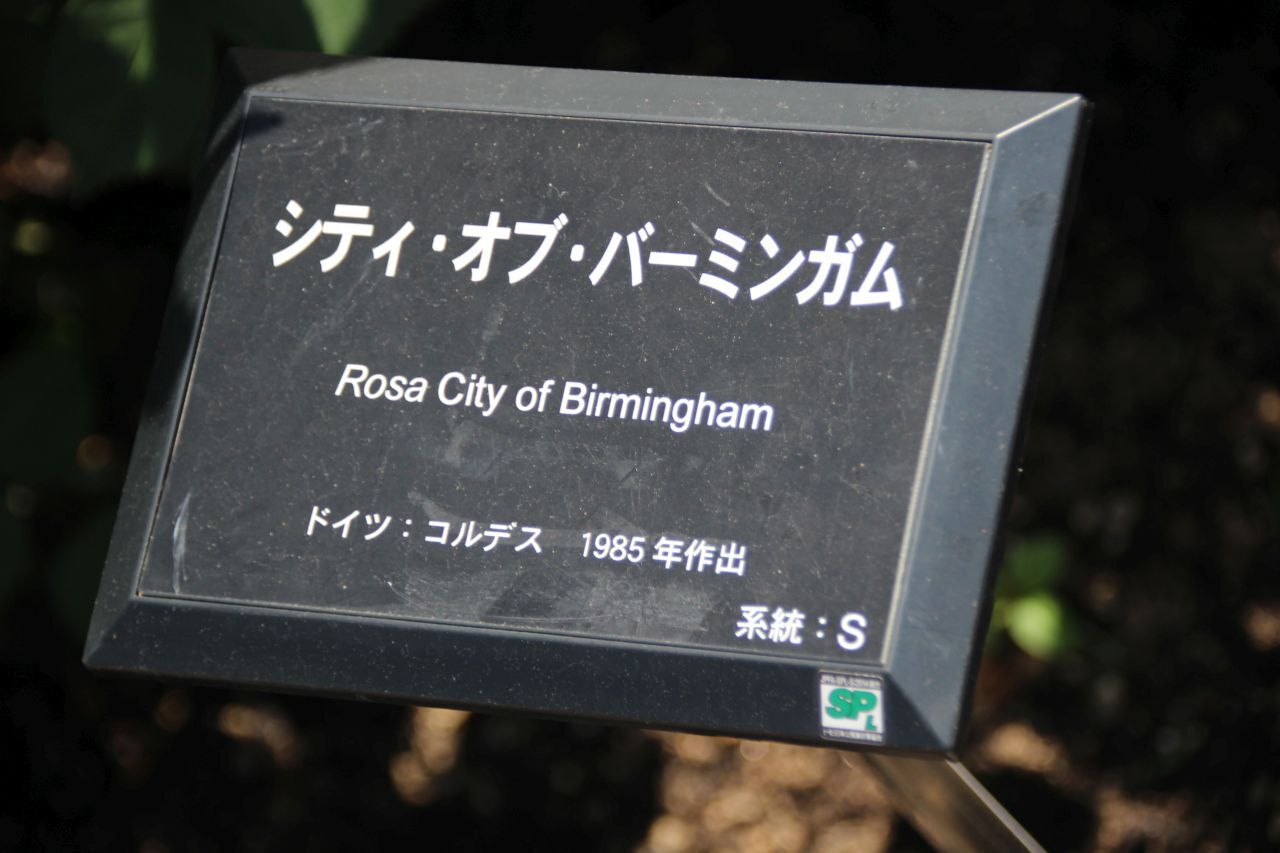 シティ・オブ・バーミンガム
Rosa City of Birmingham
ドイツ：コルデス　1985年作出
系統：S
SPL